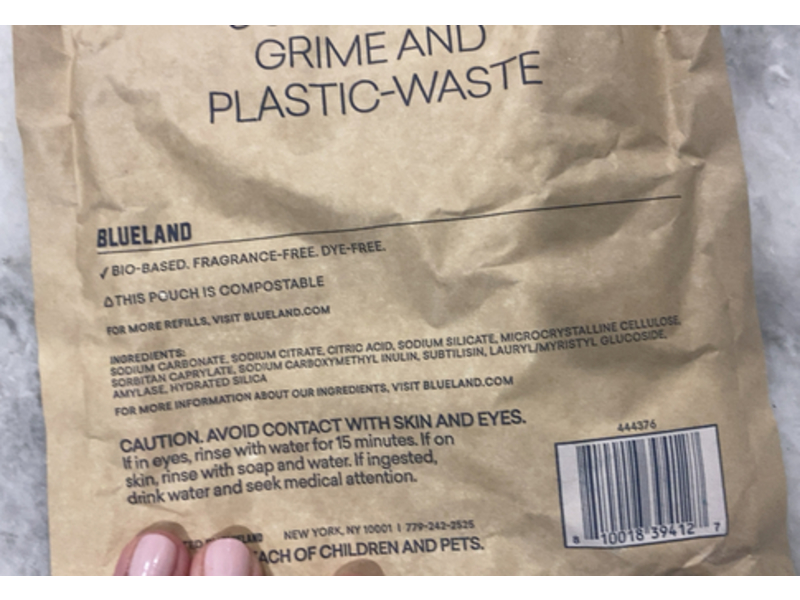 GRIME AND
PLASTIC-WASTE
BLUELAND
✓ BIO-BASED. FRAGRANCE-FREE. DYE-FREE.
THIS POUCH IS COMPOSTABLE
FOR MORE REFILLS, VISIT BLUELAND.COM
INGREDIENTS:
SODIUM CARBONATE, SODIUM CITRATE, CITRIC ACID, SODIUM SILICATE, MICROCRYSTALLINE CELLULOSE,
SORBITAN CAPRYLATE, SODIUM CARBOXYMETHYL INULIN, SUBTILISIN, LAURYL/MYRISTYL GLUCOSIDE,
AMYLASE, HYDRATED SILICA
FOR MORE INFORMATION ABOUT OUR INGREDIENTS, VISIT BLUELAND.COM
CAUTION. AVOID CONTACT WITH SKIN AND EYES.
If in eyes, rinse with water for 15 minutes. If on
skin, rinse with soap and water. If ingested,
drink water and seek medical attention.
444376
8 10018 39412 7
BLUELAND NEW YORK, NY 10001 | 779-242-2525
OF CHILDREN AND PETS.